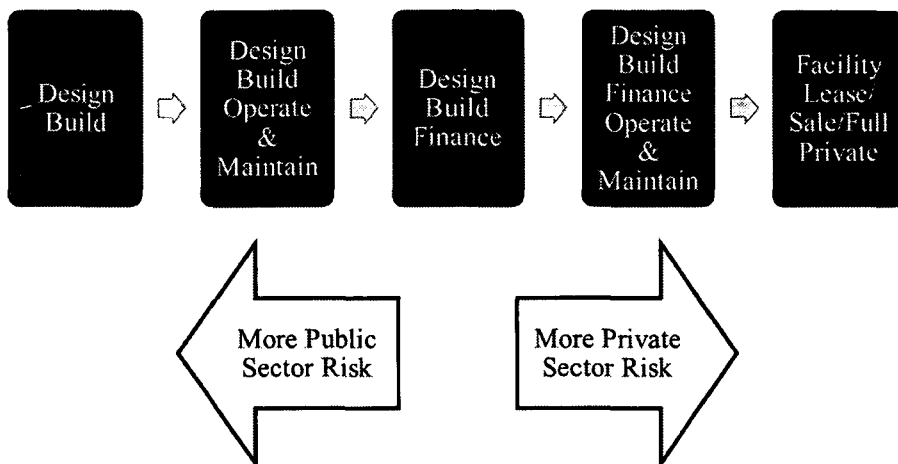 Design
Build
Design
Build
Operate
&
Maintain
Design
Build
Finance
Design
Build
Finance
Operate
&
Maintain
Facility
Lease/
Sale/Full
Private
More Public
Sector Risk
More Private
Sector Risk